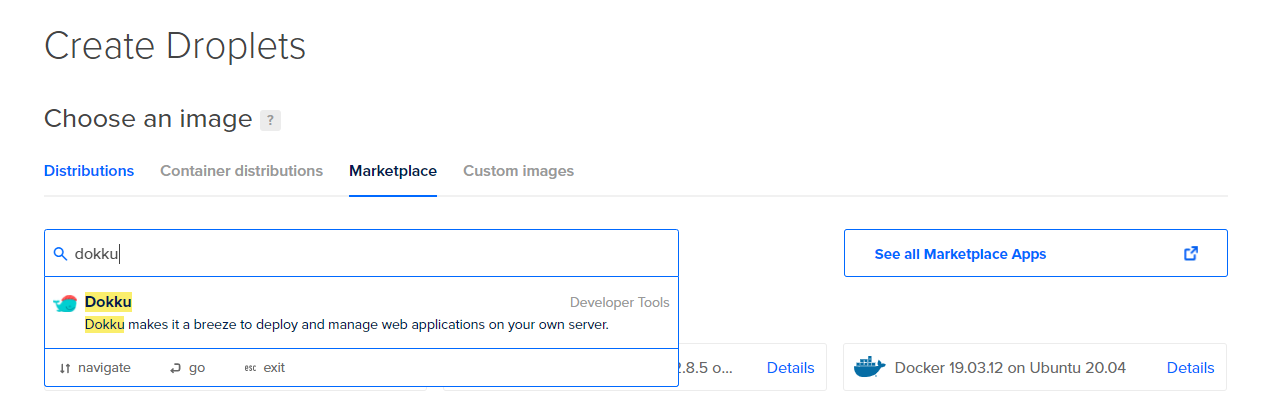 Create Droplets
Choose an image ?
Distributions Container distributions Marketplace Custom images
dokku
See all Marketplace Apps
Dokku Developer Tools
Dokku makes it a breeze to deploy and manage web applications on your own server.
navigate go esc exit
.8.5 o... Details
Docker 19.03.12 on Ubuntu 20.04 Details